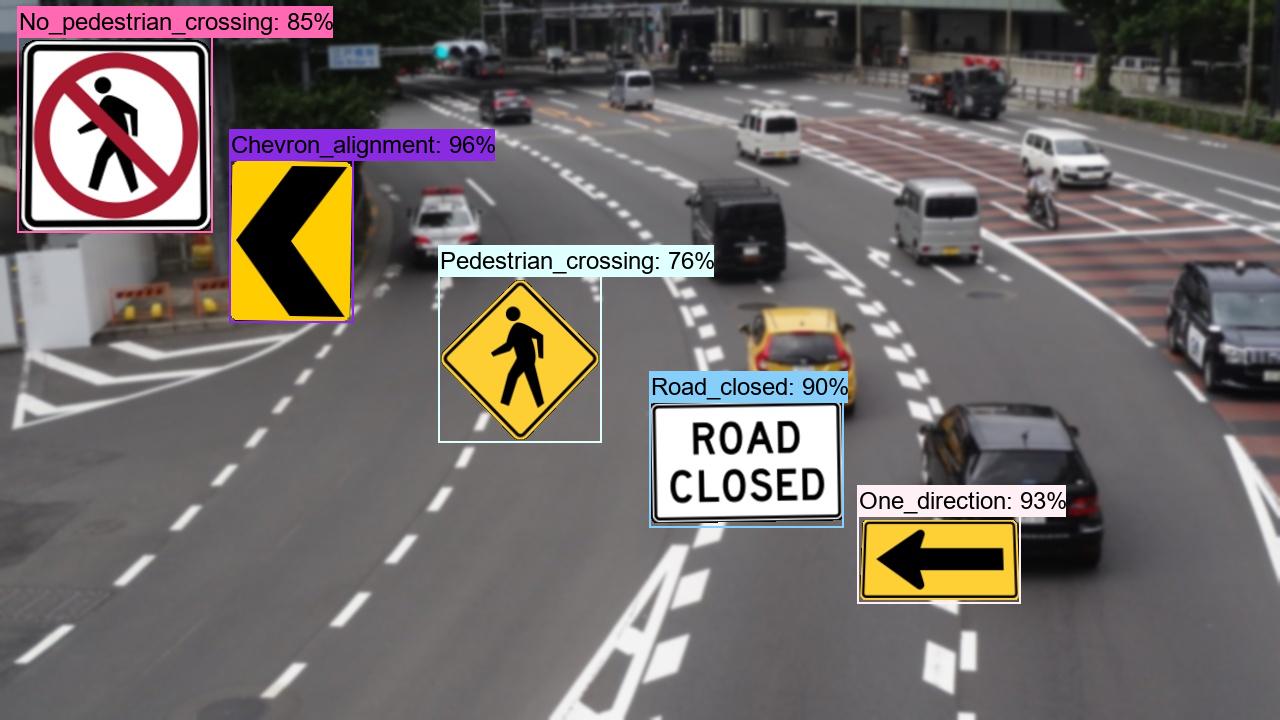 No_pedestrian_crossing: 85%
Chevron_alignment: 96%
Pedestrian_crossing: 76%
Road_closed: 90%
ROAD
CLOSED
One_direction: 93%